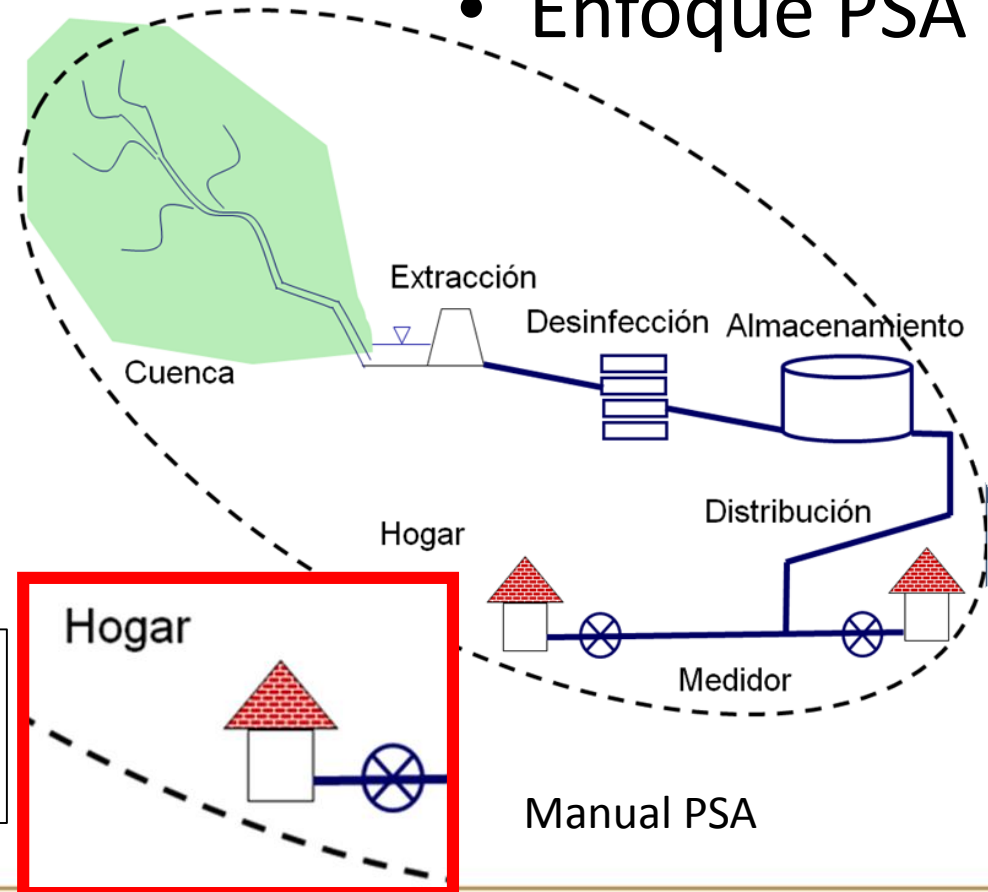 • Enfoque PSA
Extracción
Desinfección Almacenamiento
Cuenca
Distribución
Hogar
Medidor
Hogar
Manual PSA